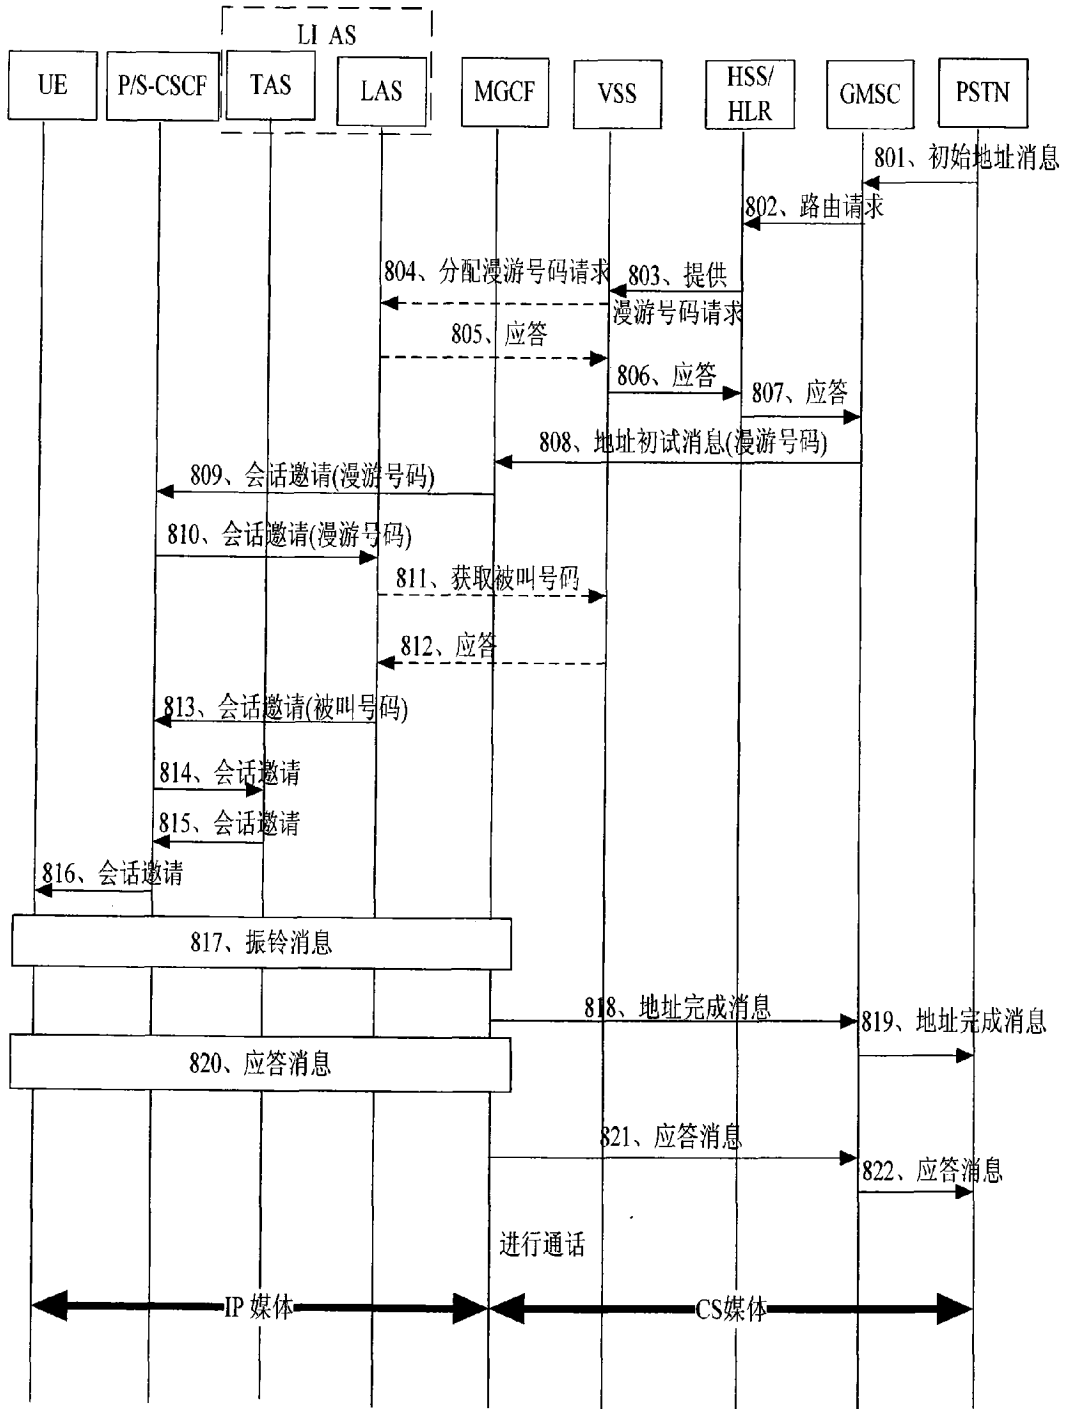 LI AS
UE
P/S-CSCF
TAS
LAS
MGCF
VSS
HSS/
HLR
GMSC
PSTN
801、初始地址消息
802、路由请求
804、分配漫游号码请求
803、提供
漫游号码请求
805、应答
806、应答
807、应答
808、地址初试消息(漫游号码)
809、会话邀请(漫游号码)
810、会话邀请(漫游号码)
811、获取被叫号码
812、应答
813、会话邀请(被叫号码)
814、会话邀请
815、会话邀请
816、会话邀请
817、振铃消息
818、地址完成消息
819、地址完成消息
820、应答消息
821、应答消息
822、应答消息
进行通话
IP 媒体
CS媒体